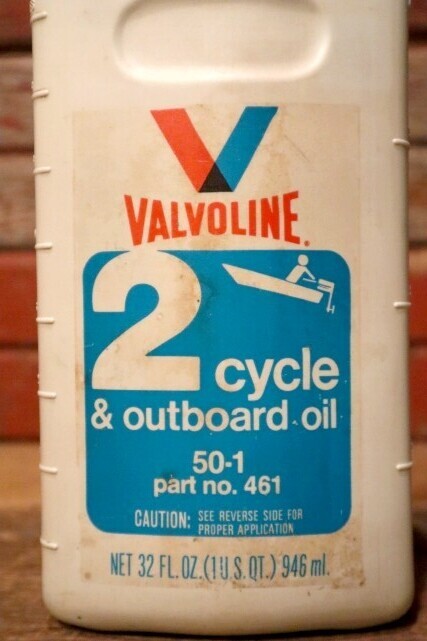 VALVOLINE®
2 cycle
& outboard oil
50-1
part no. 461
CAUTION: SEE REVERSE SIDE FOR
PROPER APPLICATION
NET 32 FL. OZ. (1 U.S. QT.) 946 ml.